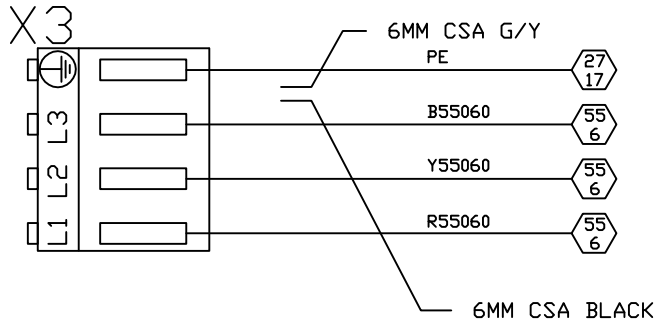 X3
6MM CSA G/Y
PE
27
17
L3
B55060
55
6
L2
Y55060
55
6
L1
R55060
55
6
6MM CSA BLACK